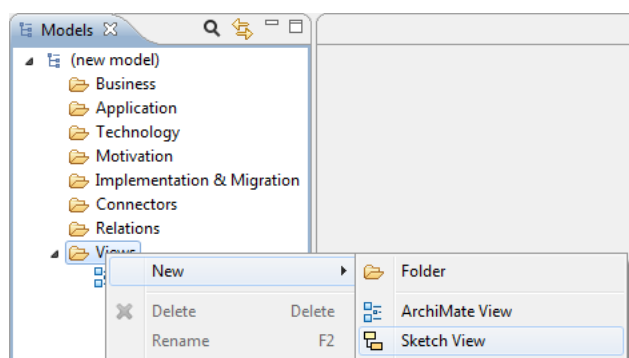 Models
(new model)
Business
Application
Technology
Motivation
Implementation & Migration
Connectors
Relations
Views
New
Folder
Delete Delete
ArchiMate View
Rename F2
Sketch View